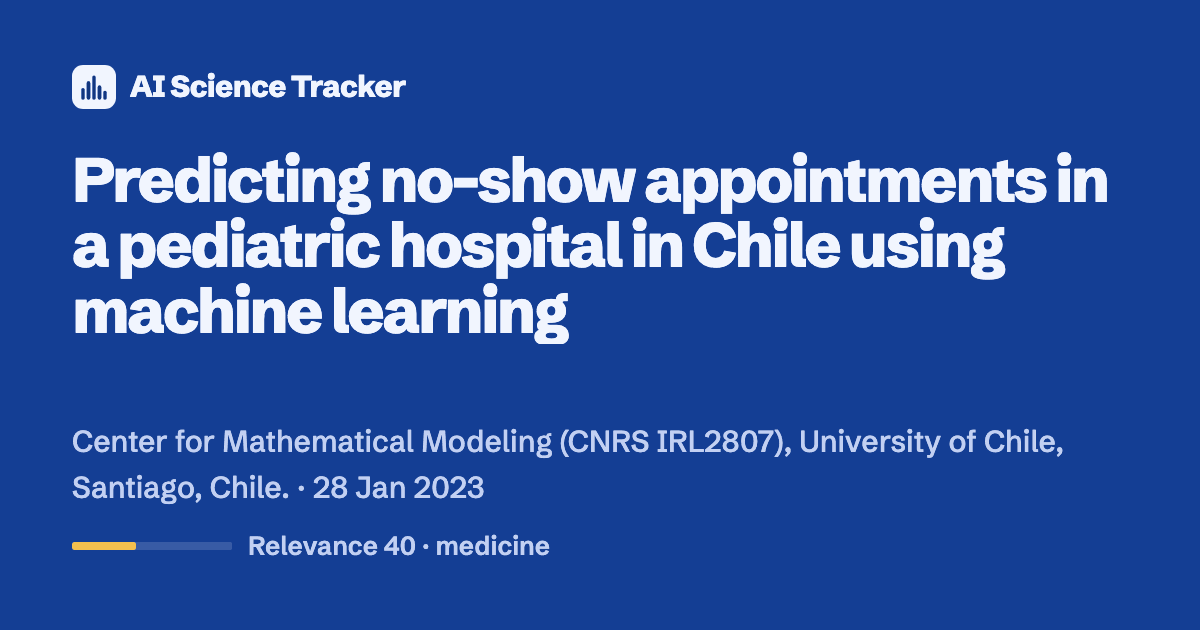 AI Science Tracker
Predicting no-show appointments in
a pediatric hospital in Chile using
machine learning
Center for Mathematical Modeling (CNRS IRL2807), University of Chile,
Santiago, Chile. · 28 Jan 2023
Relevance 40 · medicine